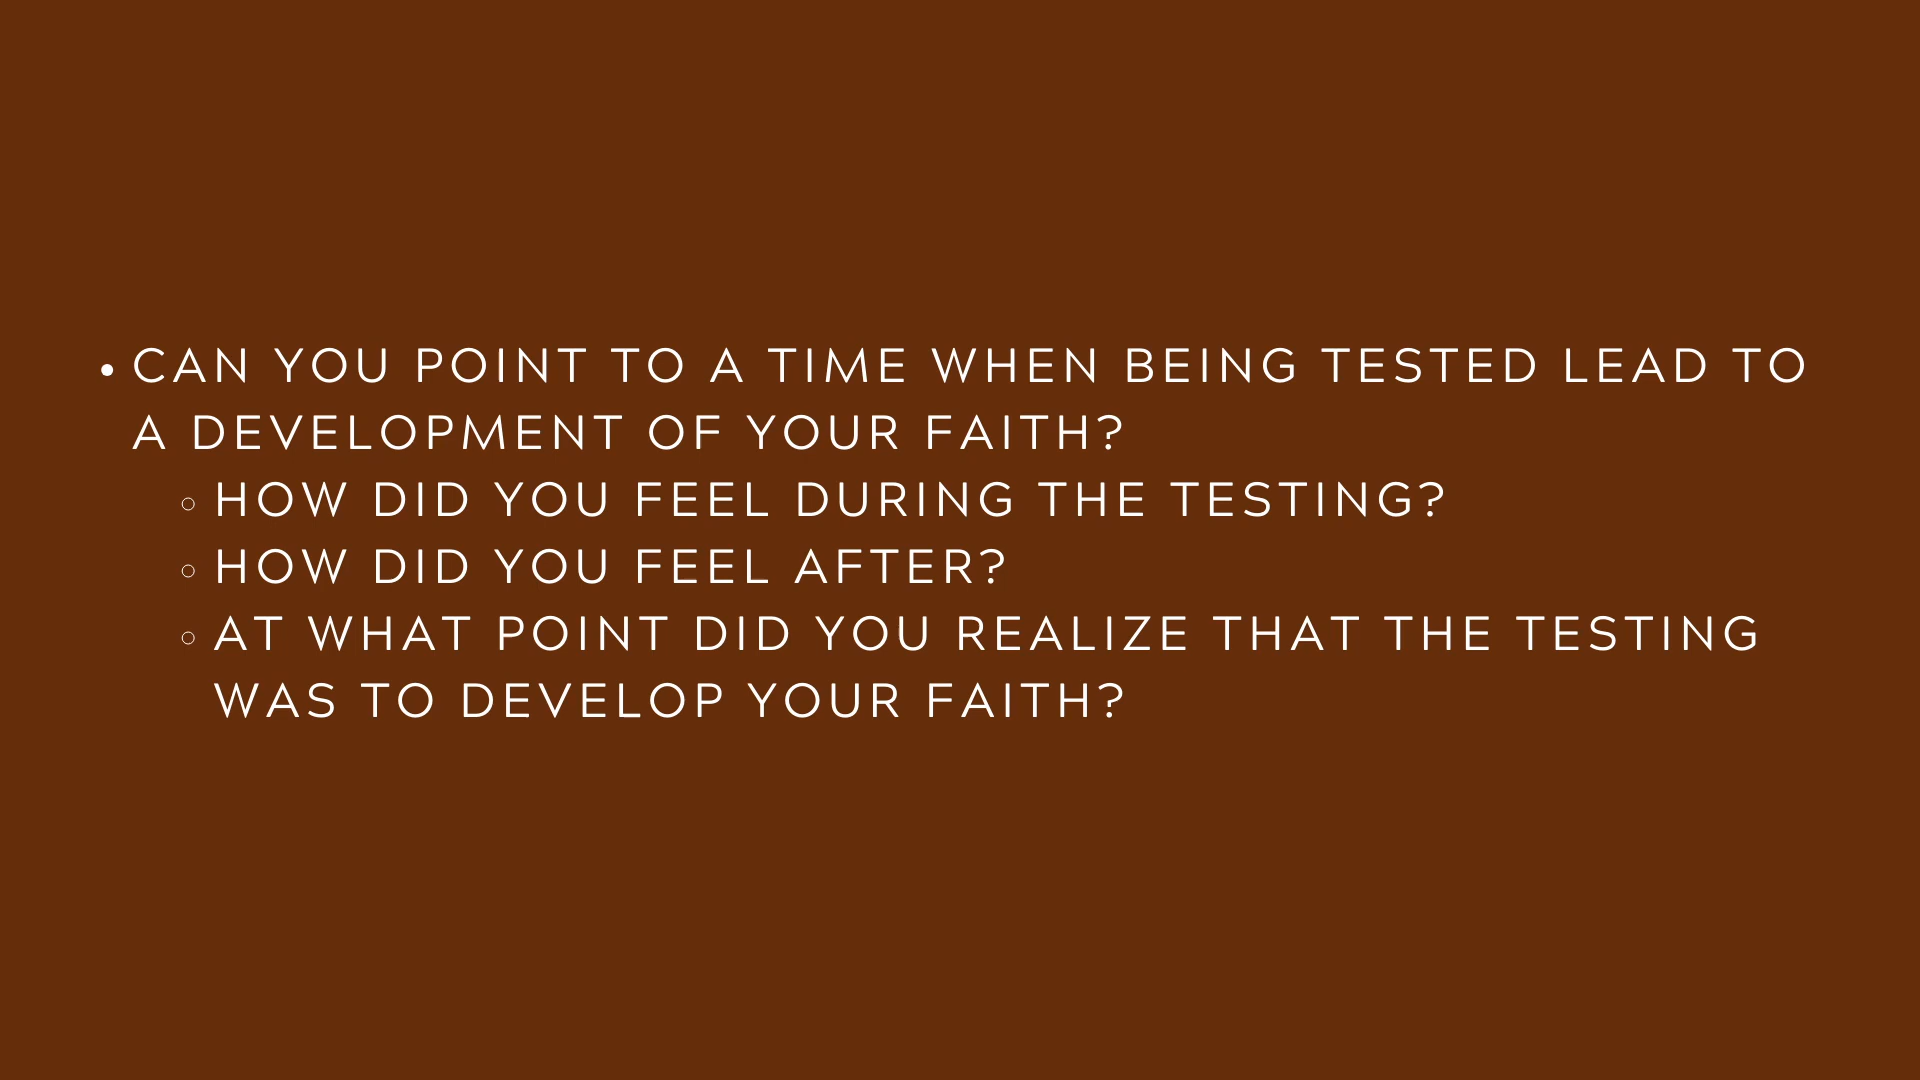 • CAN YOU POINT TO A TIME WHEN BEING TESTED LEAD TO
A DEVELOPMENT OF YOUR FAITH?
◦ HOW DID YOU FEEL DURING THE TESTING?
◦ HOW DID YOU FEEL AFTER?
◦ AT WHAT POINT DID YOU REALIZE THAT THE TESTING
WAS TO DEVELOP YOUR FAITH?